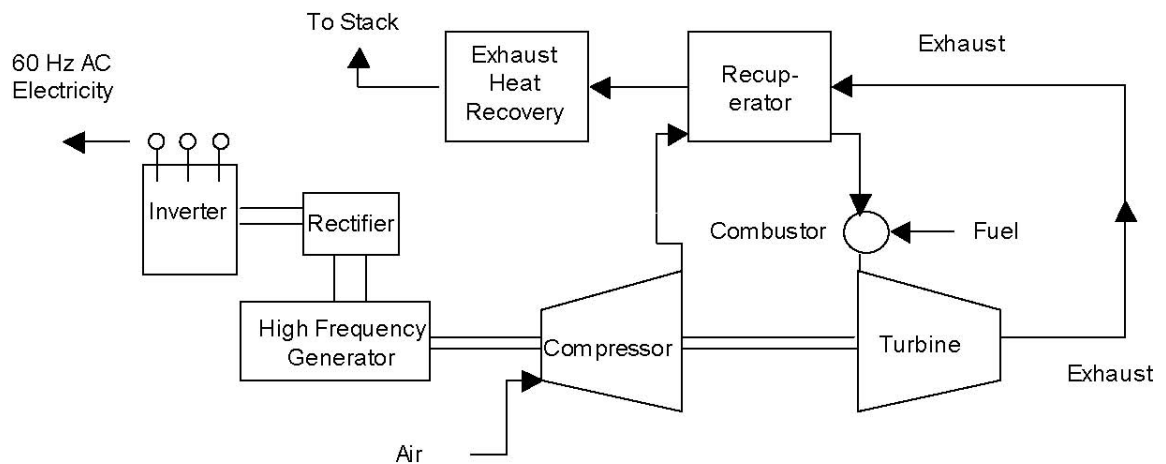 To Stack
60 Hz AC
Electricity
Exhaust
Heat
Recovery
Recup-
erator
Exhaust
Inverter
Rectifier
Combustor
Fuel
High Frequency
Generator
Compressor
Turbine
Exhaust
Air